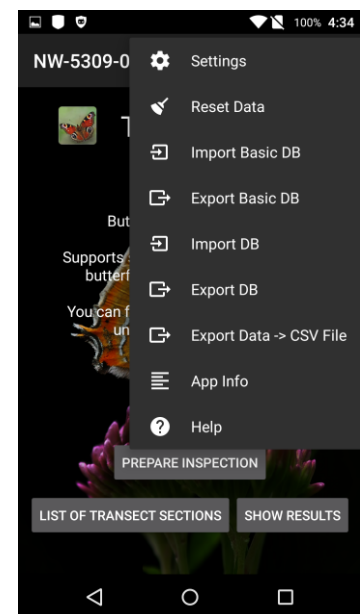 100% 4:34
NW-5309-0
Settings
Reset Data
Import Basic DB
Export Basic DB
Import DB
Export DB
Export Data -> CSV File
App Info
Help
T
But
Supports
butterf
You can f
un
PREPARE INSPECTION
LIST OF TRANSECT SECTIONS
SHOW RESULTS